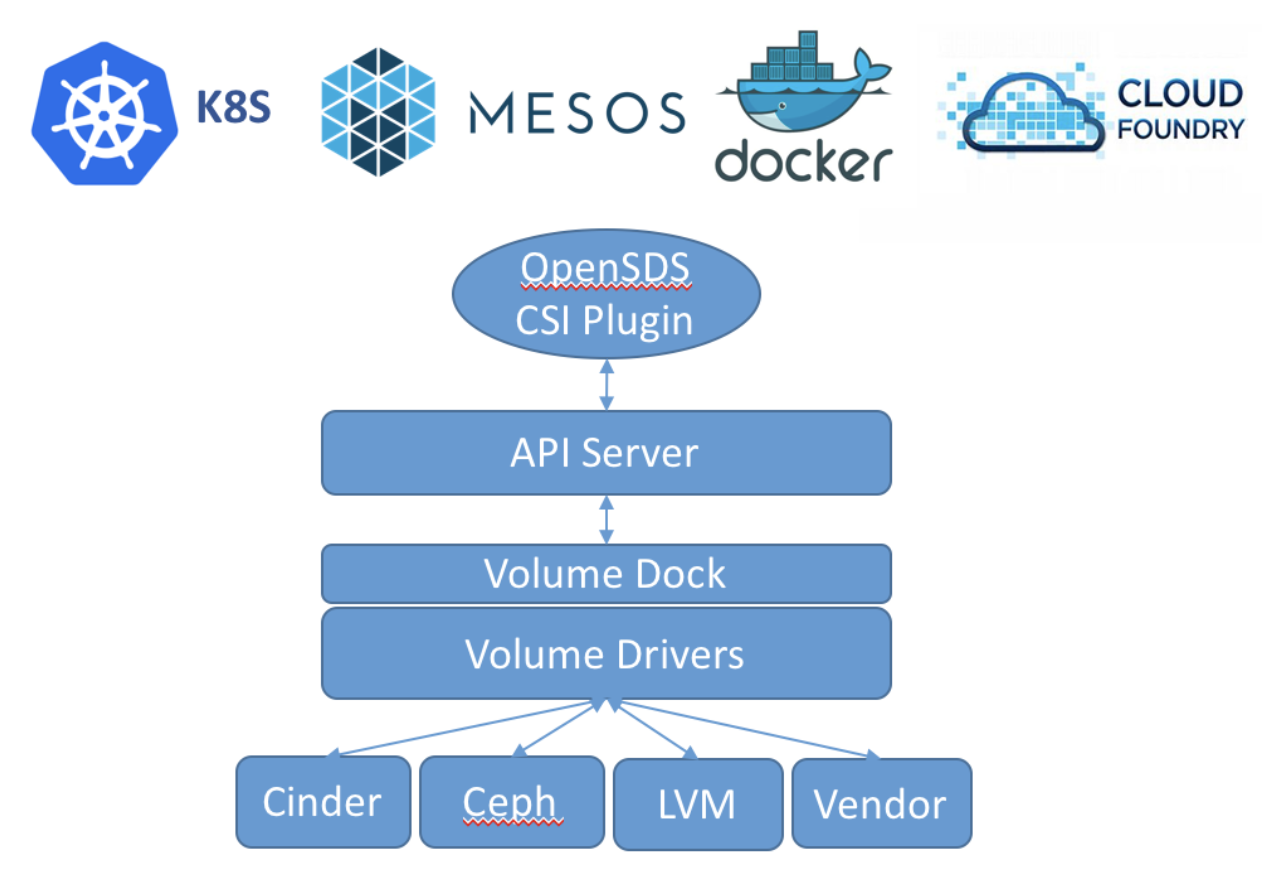 K8S
MESOS
docker
CLOUD
FOUNDRY
OpenSDS
CSI Plugin
API Server
Volume Dock
Volume Drivers
Cinder
Ceph
LVM
Vendor